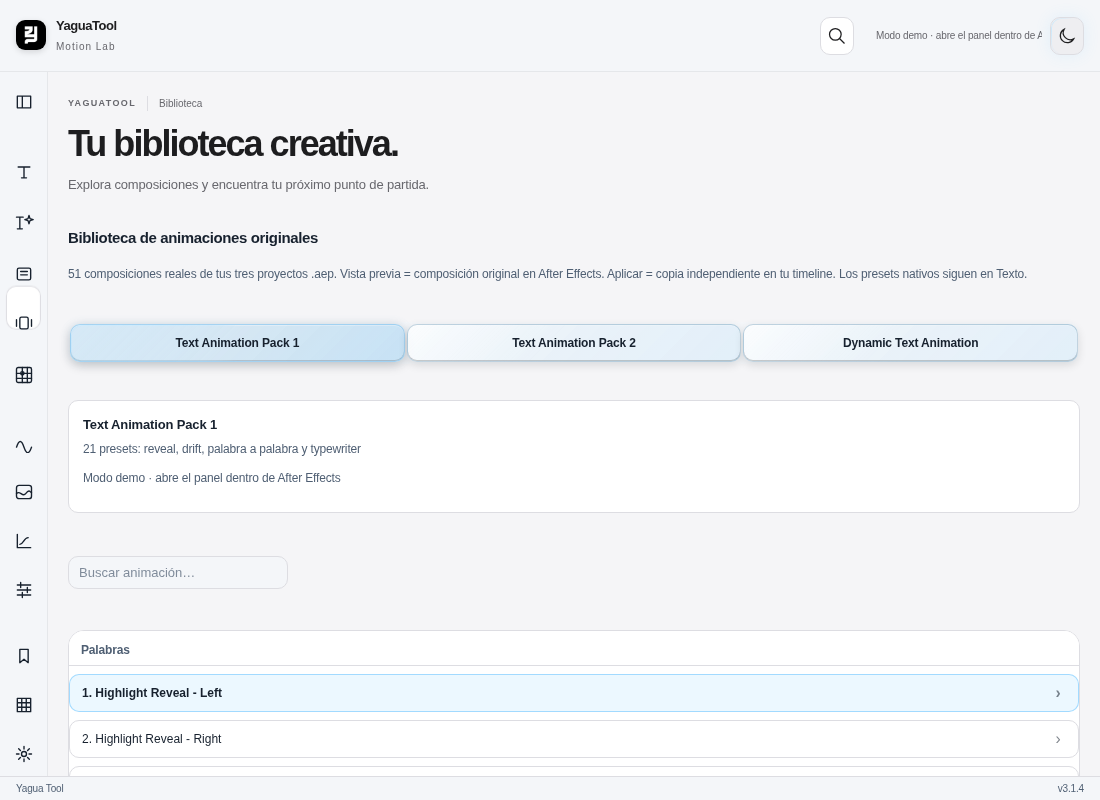 YaguaTool
Motion Lab
Modo demo · abre el panel dentro de A
YAGUATOOL
Biblioteca
Tu biblioteca creativa.
Explora composiciones y encuentra tu próximo punto de partida.
Biblioteca de animaciones originales
51 composiciones reales de tus tres proyectos .aep. Vista previa = composición original en After Effects. Aplicar = copia independiente en tu timeline. Los presets nativos siguen en Texto.
Text Animation Pack 1
Text Animation Pack 2
Dynamic Text Animation
Text Animation Pack 1
21 presets: reveal, drift, palabra a palabra y typewriter
Modo demo · abre el panel dentro de After Effects
Buscar animación…
Palabras
1. Highlight Reveal - Left
2. Highlight Reveal - Right
Yagua Tool
v3.1.4